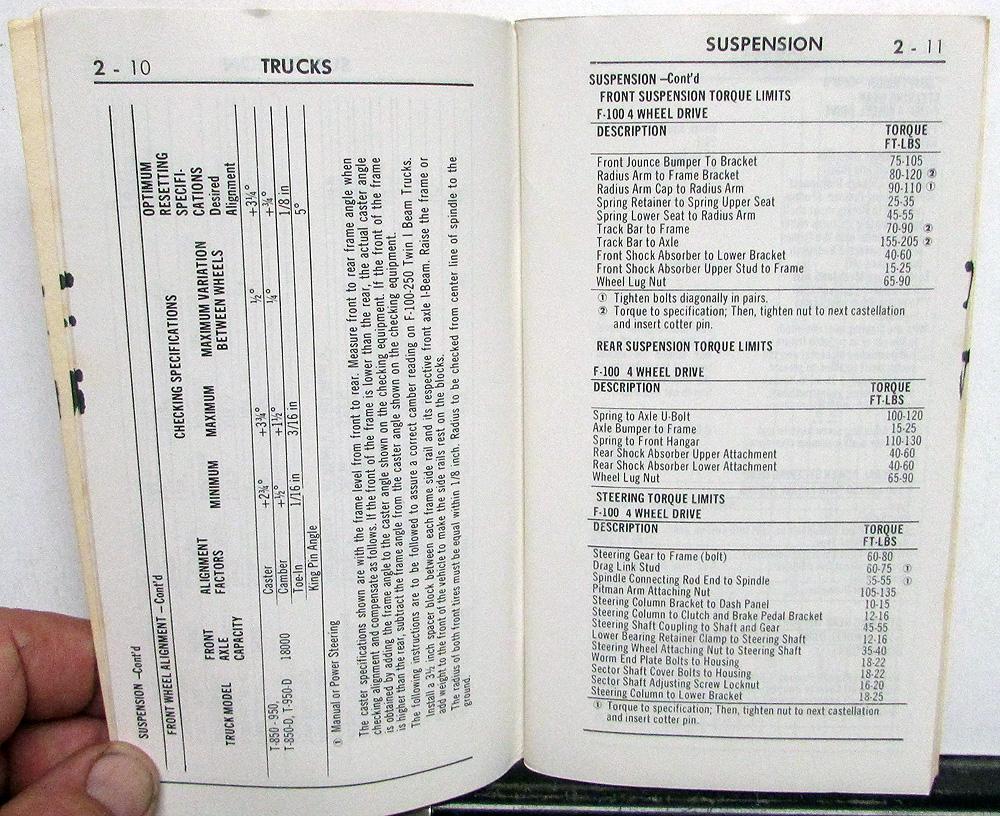 2 - 10 TRUCKS
SUSPENSION –Cont'd
FRONT WHEEL ALIGNMENT – Cont'd
CHECKING SPECIFICATIONS
OPTIMUM
RESETTING
SPECIFI-
CATIONS
Desired
Alignment
TRUCK MODEL
FRONT
AXLE
CAPACITY
ALIGNMENT
FACTORS
MINIMUM
MAXIMUM
MAXIMUM VARIATION
BETWEEN WHEELS
T-850 - 950,
T-850-D, T-950-D
18000
Caster +2¾° +3¾° ½° +3¼°
Camber +½° +1½° ¼° +¾°
Toe-In 1/16 in 3/16 in 1/8 in
King Pin Angle 5°
① Manual or Power Steering
The caster specifications shown are with the frame level from front to rear. Measure front to rear frame angle when
checking alignment and compensate as follows. If the front of the frame is lower than the rear, the actual caster angle
is obtained by adding the frame angle to the caster angle shown on the checking equipment. If the front of the frame
is higher than the rear, subtract the frame angle from the caster angle shown on the checking equipment.
The following instructions are to be followed to assure a correct camber reading on F-100-250 Twin I Beam Trucks.
Install a 3½ inch spacer block between each frame side rail and its respective front axle I-Beam. Raise the frame or
add weight to the front of the vehicle to make the side rails rest on the blocks.
The radius of both front tires must be equal within 1/8 inch. Radius to be checked from center line of spindle to the
ground.
SUSPENSION 2 - 11
SUSPENSION –Cont'd
FRONT SUSPENSION TORQUE LIMITS
F-100 4 WHEEL DRIVE
DESCRIPTION TORQUE
FT-LBS
Front Jounce Bumper To Bracket 75-105
Radius Arm to Frame Bracket 80-120 ②
Radius Arm Cap to Radius Arm 90-110 ①
Spring Retainer to Spring Upper Seat 25-35
Spring Lower Seat to Radius Arm 45-55
Track Bar to Frame 70-90 ②
Track Bar to Axle 155-205 ②
Front Shock Absorber to Lower Bracket 40-60
Front Shock Absorber Upper Stud to Frame 15-25
Wheel Lug Nut 65-90
① Tighten bolts diagonally in pairs.
② Torque to specification; Then, tighten nut to next castellation
and insert cotter pin.
REAR SUSPENSION TORQUE LIMITS
F-100 4 WHEEL DRIVE
DESCRIPTION TORQUE
FT-LBS
Spring to Axle U-Bolt 100-120
Axle Bumper to Frame 15-25
Spring to Front Hangar 110-130
Rear Shock Absorber Upper Attachment 40-60
Rear Shock Absorber Lower Attachment 40-60
Wheel Lug Nut 65-90
STEERING TORQUE LIMITS
F-100 4 WHEEL DRIVE
DESCRIPTION TORQUE
FT-LBS
Steering Gear to Frame (bolt) 60-80
Drag Link Stud 60-75 ①
Spindle Connecting Rod End to Spindle 35-55 ①
Pitman Arm Attaching Nut 105-135
Steering Column Bracket to Dash Panel 10-15
Steering Column to Clutch and Brake Pedal Bracket 12-16
Steering Shaft Coupling to Shaft and Gear 45-55
Lower Bearing Retainer Clamp to Steering Shaft 12-16
Steering Wheel Attaching Nut to Steering Shaft 35-40
Worm End Plate Bolts to Housing 18-22
Sector Shaft Cover Bolts to Housing 18-22
Sector Shaft Adjusting Screw Locknut 16-20
Steering Column to Lower Bracket 18-25
① Torque to specification; Then, tighten nut to next castellation
and insert cotter pin.